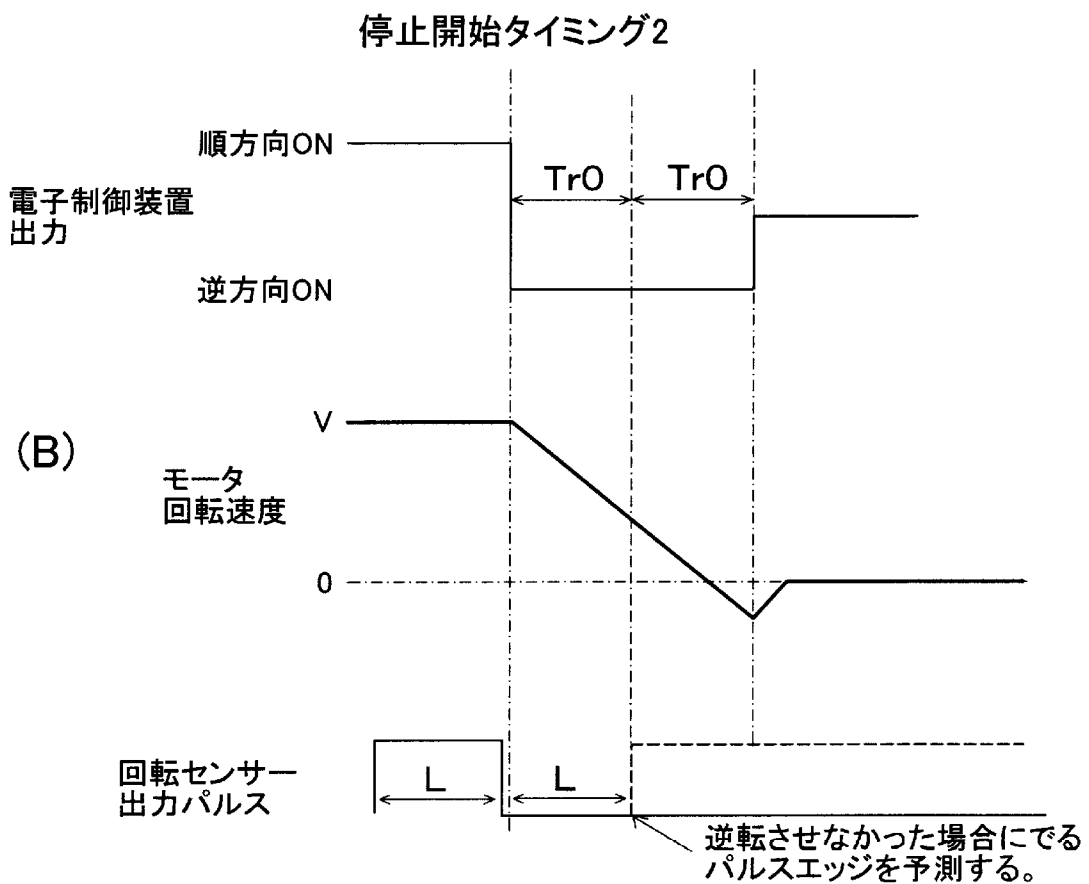 停止開始タイミング2
順方向ON
TrO
TrO
電子制御装置
出力
逆方向ON
V
(B)
モータ
回転速度
0
回転センサー
出力パルス
L
L
逆転させなかった場合にでる
パルスエッジを予測する。